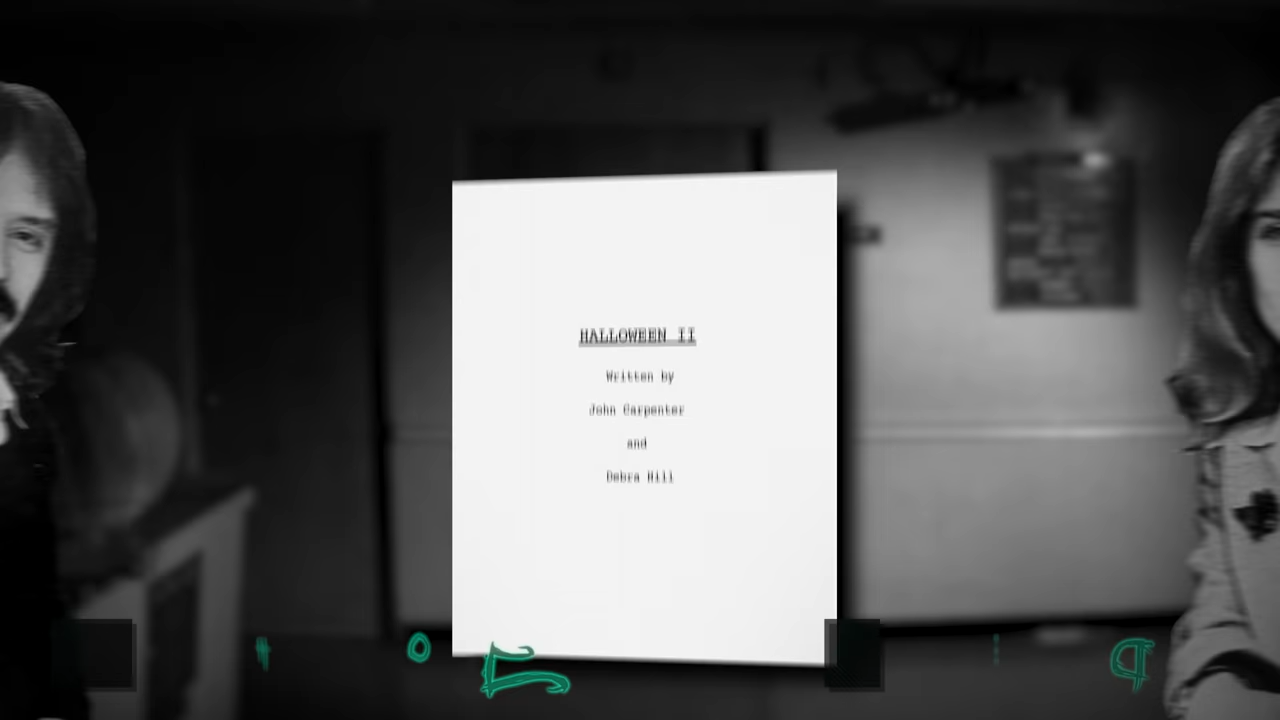 HALLOWEEN II
Written by
John Carpenter
and
Debra Hill